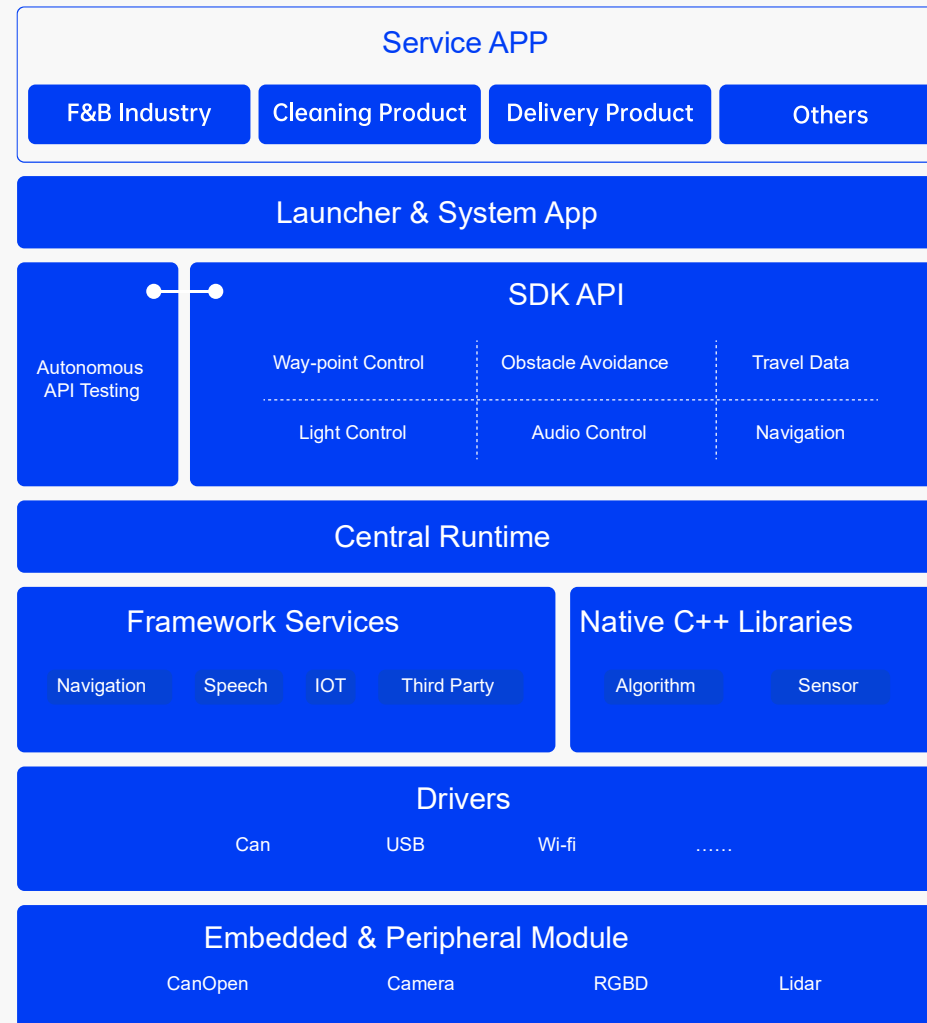 Service APP
F&B Industry
Cleaning Product
Delivery Product
Others
Launcher & System App
Autonomous
API Testing
SDK API
Way-point Control
Obstacle Avoidance
Travel Data
Light Control
Audio Control
Navigation
Central Runtime
Framework Services
Navigation
Speech
IOT
Third Party
Native C++ Libraries
Algorithm
Sensor
Drivers
Can
USB
Wi-fi
......
Embedded & Peripheral Module
CanOpen
Camera
RGBD
Lidar